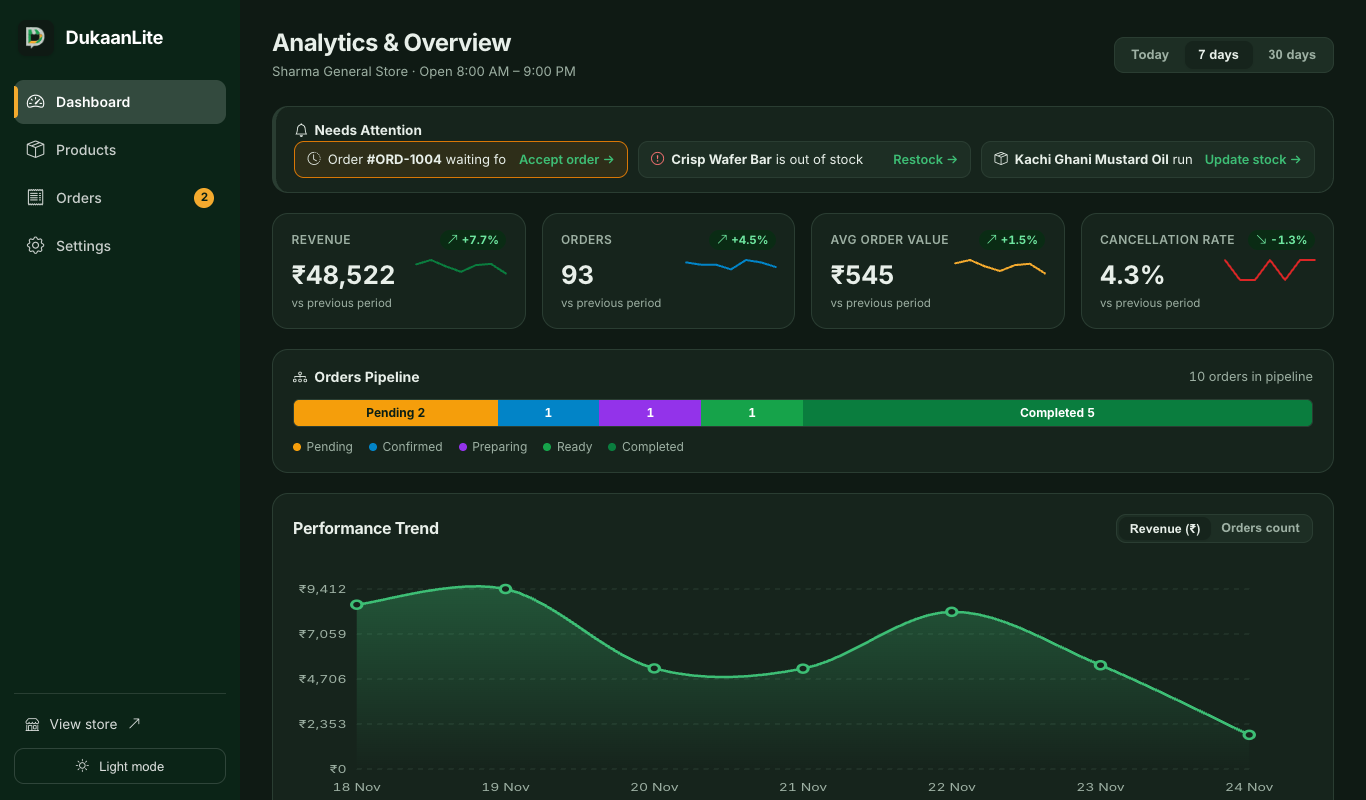 DukaanLite
Dashboard
Products
Orders 2
Settings
View store ↗
Light mode
Analytics & Overview
Sharma General Store · Open 8:00 AM – 9:00 PM
Today 7 days 30 days
Needs Attention
Order #ORD-1004 waiting fo Accept order →
Crisp Wafer Bar is out of stock Restock →
Kachi Ghani Mustard Oil run Update stock →
REVENUE ↗ +7.7%
₹48,522
vs previous period
ORDERS ↗ +4.5%
93
vs previous period
AVG ORDER VALUE ↗ +1.5%
₹545
vs previous period
CANCELLATION RATE ↘ -1.3%
4.3%
vs previous period
Orders Pipeline 10 orders in pipeline
Pending 2 1 1 1 Completed 5
Pending Confirmed Preparing Ready Completed
Performance Trend Revenue (₹) Orders count
₹9,412
₹7,059
₹4,706
₹2,353
₹0
18 Nov 19 Nov 20 Nov 21 Nov 22 Nov 23 Nov 24 Nov